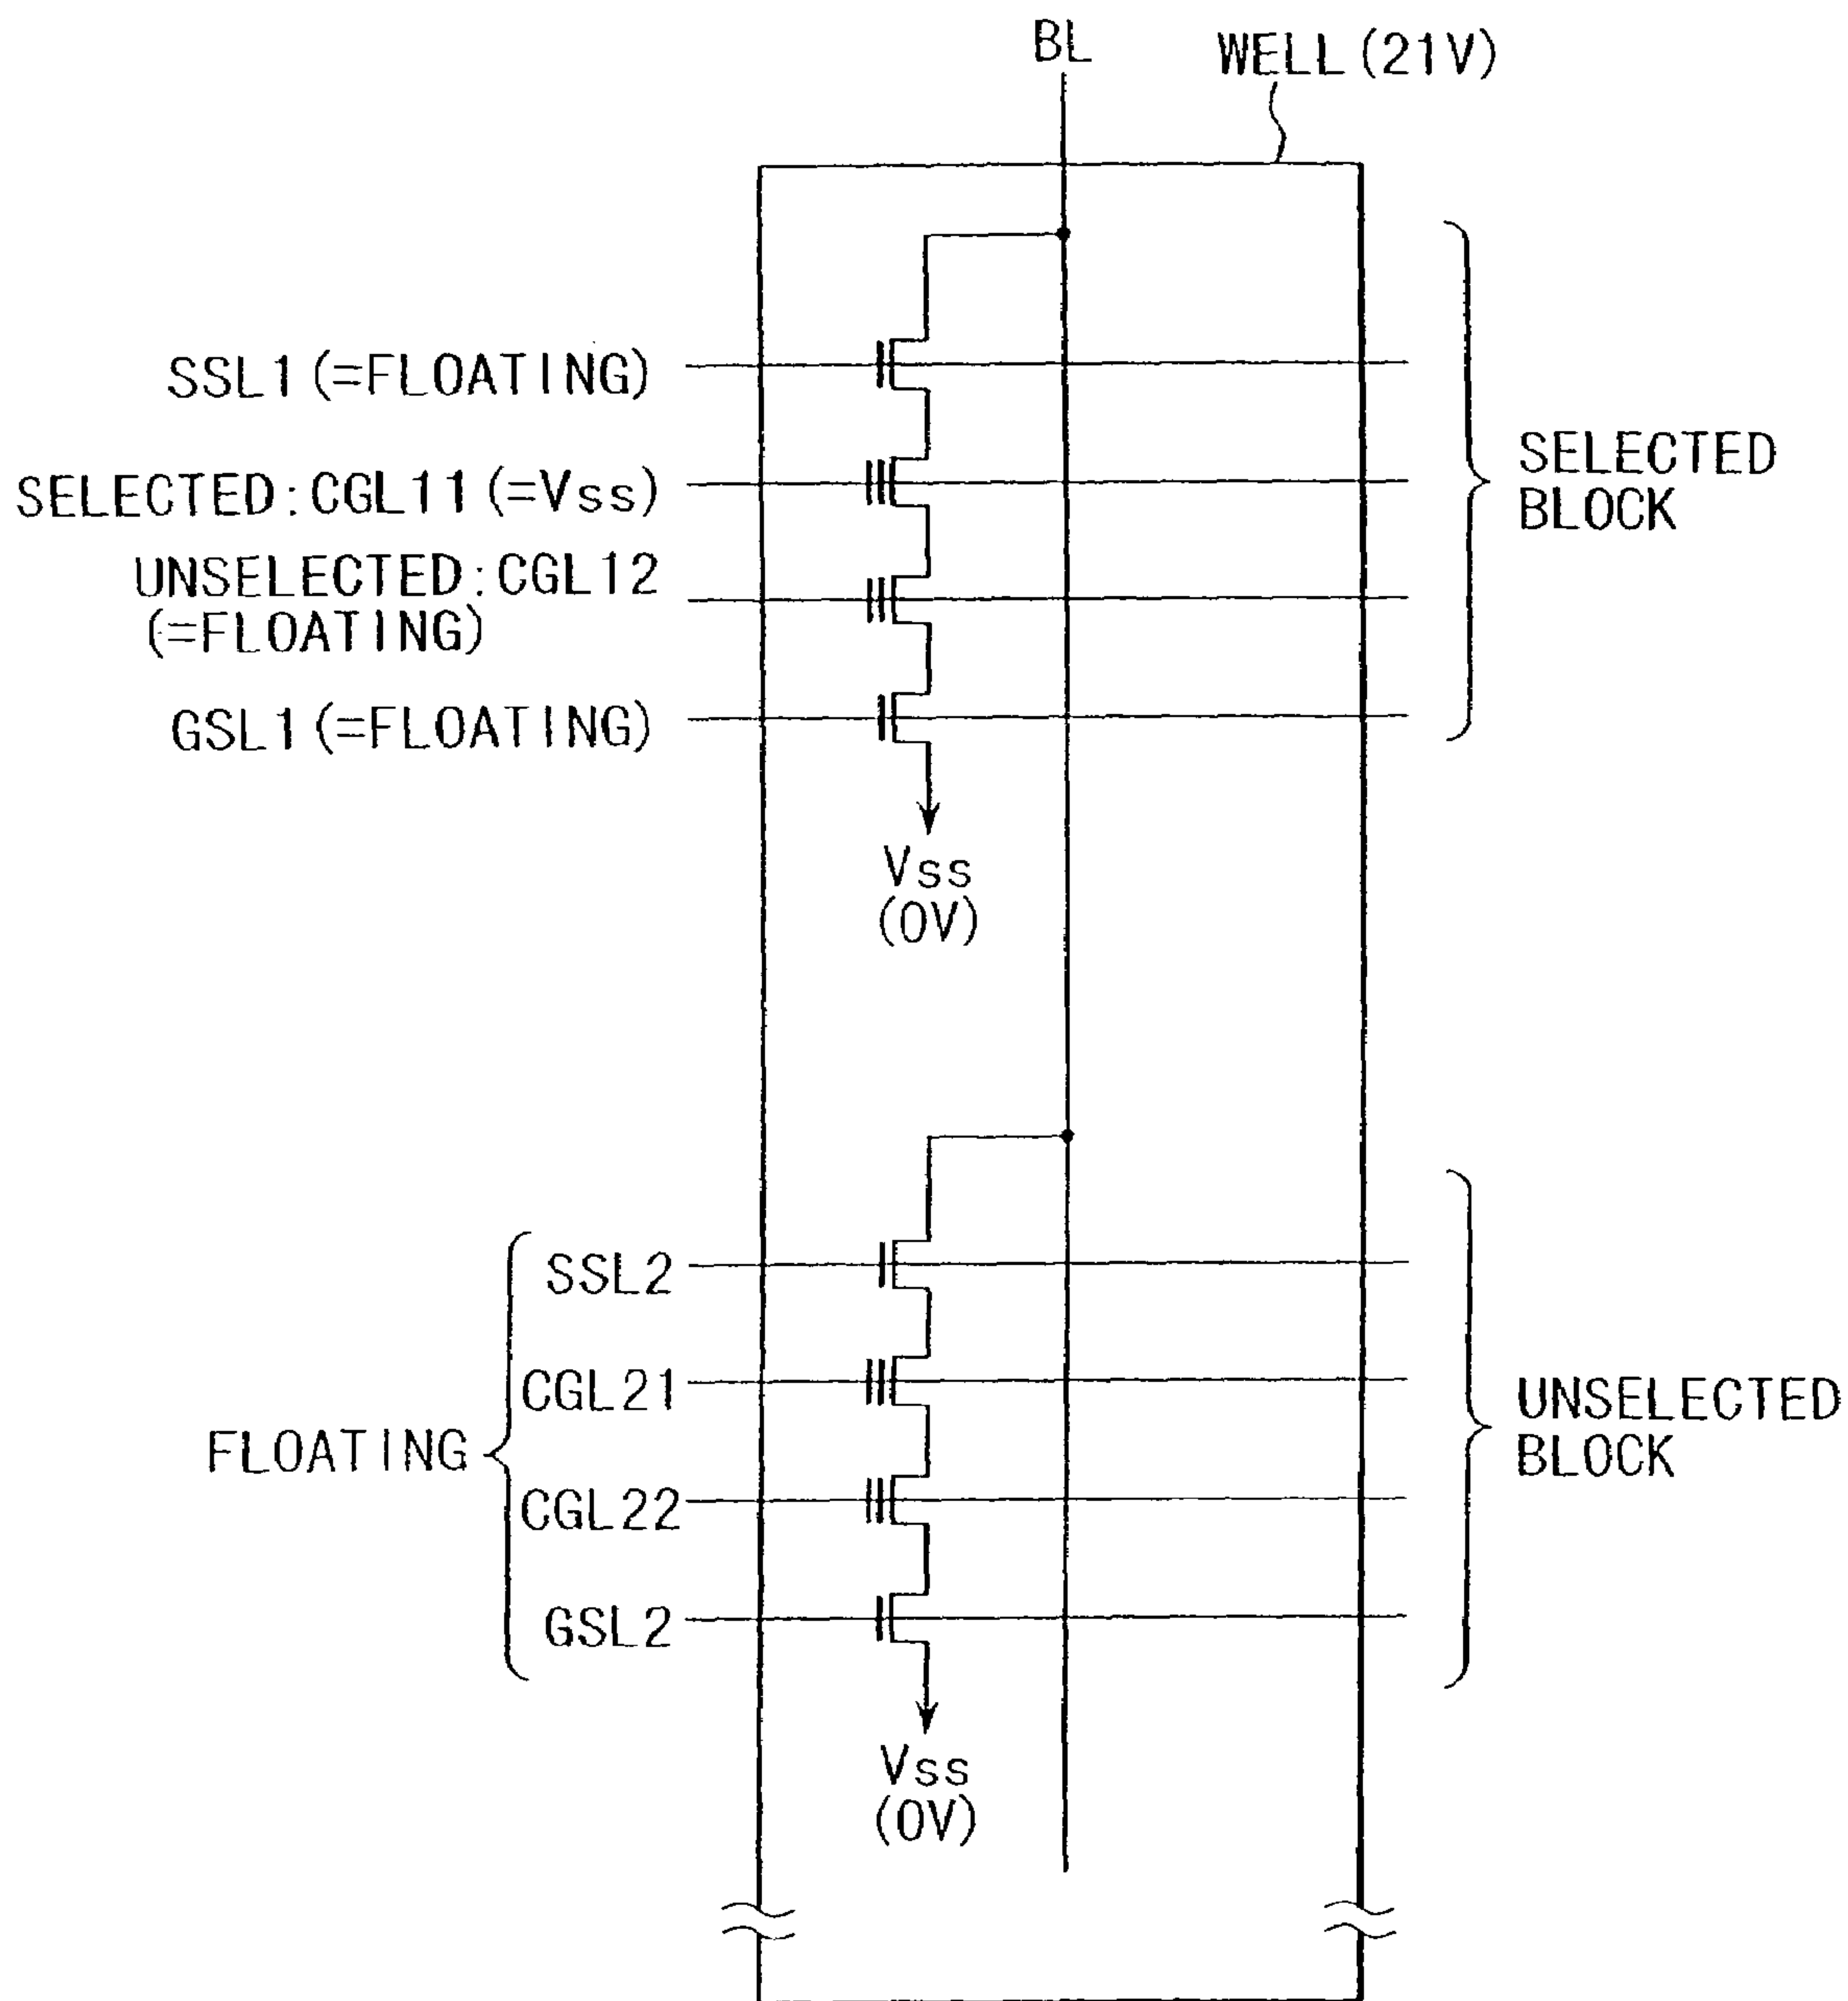 BL
WELL(21V)
SSL1(=FLOATING)
SELECTED:CGL11(=Vss)
UNSELECTED:CGL12
(=FLOATING)
GSL1(=FLOATING)
SELECTED
BLOCK
Vss
(0V)
SSL2
CGL21
FLOATING
CGL22
GSL2
UNSELECTED
BLOCK
Vss
(0V)